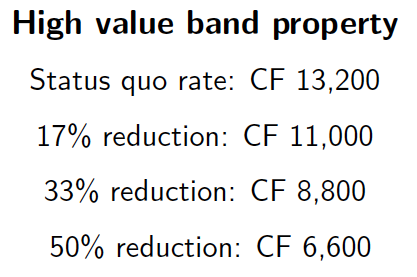 High value band property
Status quo rate: CF 13,200
17% reduction: CF 11,000
33% reduction: CF 8,800
50% reduction: CF 6,600